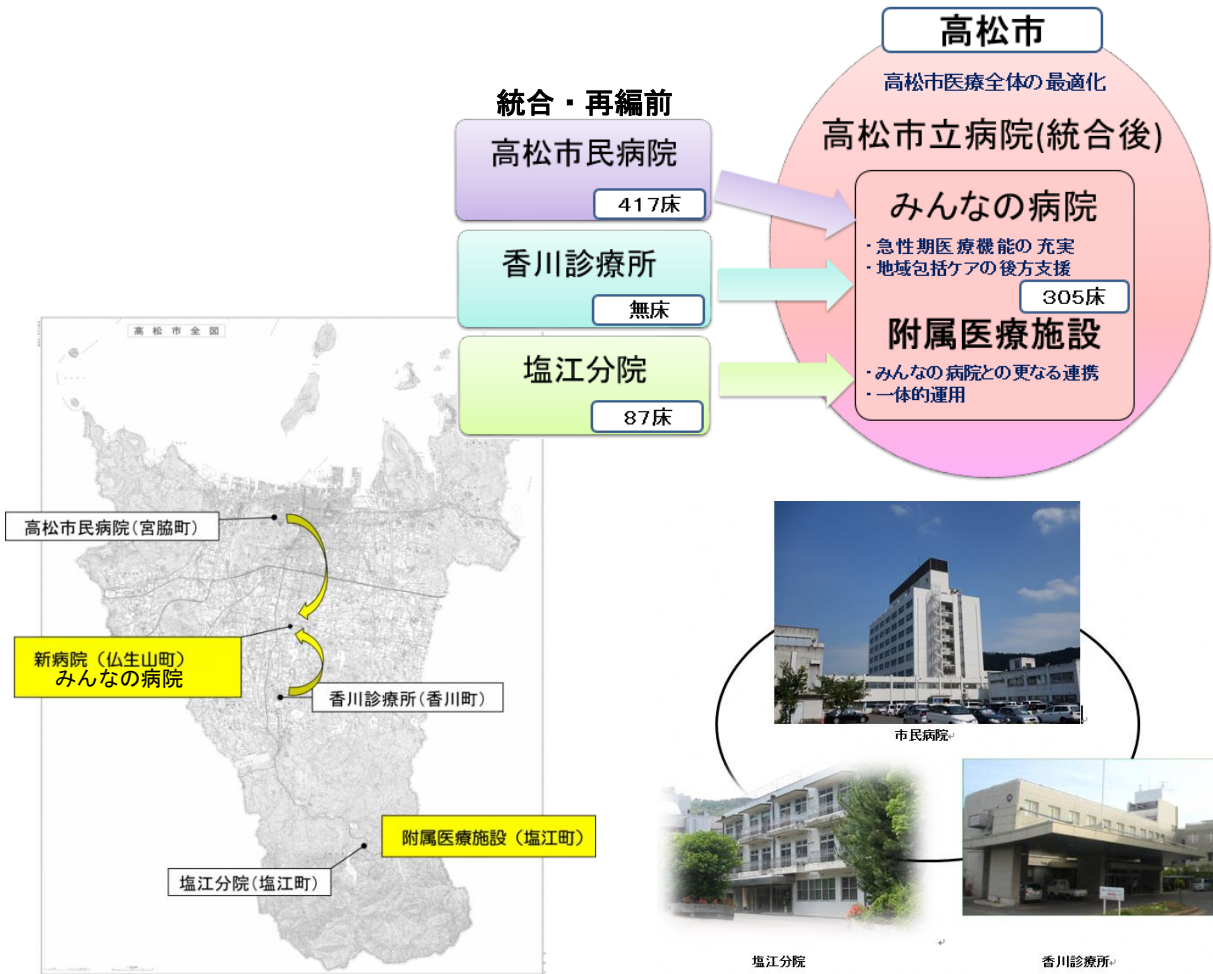 高松市
高松市医療全体の最適化
高松市立病院(統合後)
統合・再編前
高松市民病院
417床
香川診療所
無床
塩江分院
87床
みんなの病院
・急性期医療機能の充実
・地域包括ケアの後方支援
305床
附属医療施設
・みんなの病院との更なる連携
・一体的運用
高松市全図
高松市民病院(宮脇町)
新病院(仏生山町)
みんなの病院
香川診療所(香川町)
附属医療施設(塩江町)
塩江分院(塩江町)
市民病院
塩江分院
香川診療所